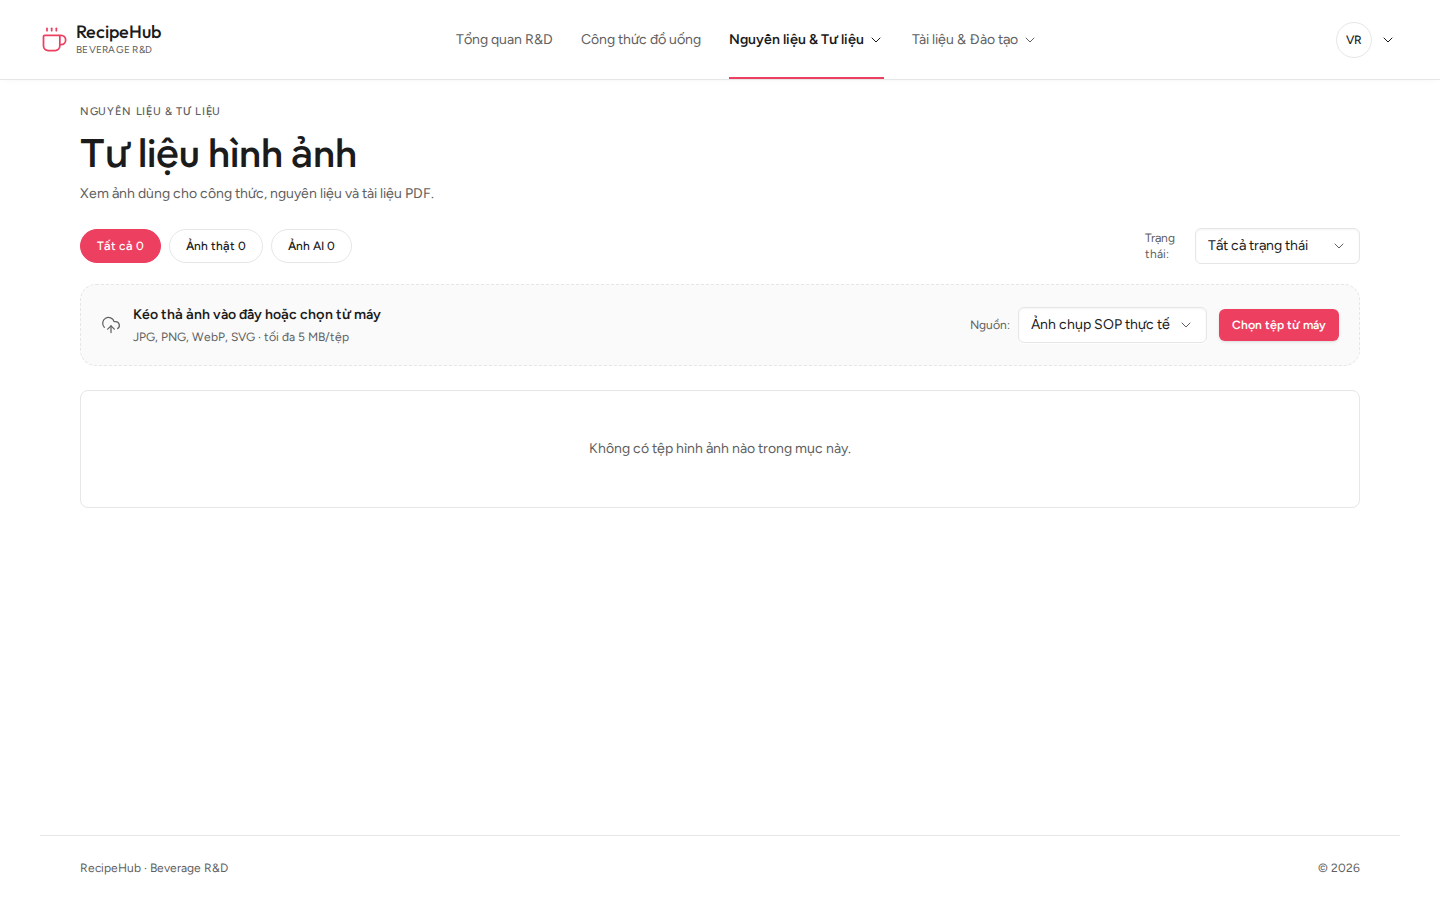 RecipeHub
BEVERAGE R&D
Tổng quan R&D
Công thức đồ uống
Nguyên liệu & Tư liệu
Tài liệu & Đào tạo
VR
NGUYÊN LIỆU & TƯ LIỆU
Tư liệu hình ảnh
Xem ảnh dùng cho công thức, nguyên liệu và tài liệu PDF.
Tất cả 0
Ảnh thật 0
Ảnh AI 0
Trạng
thái:
Tất cả trạng thái
Kéo thả ảnh vào đây hoặc chọn từ máy
JPG, PNG, WebP, SVG · tối đa 5 MB/tệp
Nguồn:
Ảnh chụp SOP thực tế
Chọn tệp từ máy
Không có tệp hình ảnh nào trong mục này.
RecipeHub · Beverage R&D
© 2026